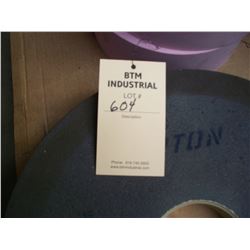 BTM
INDUSTRIAL
LOT #
604
Description
TON